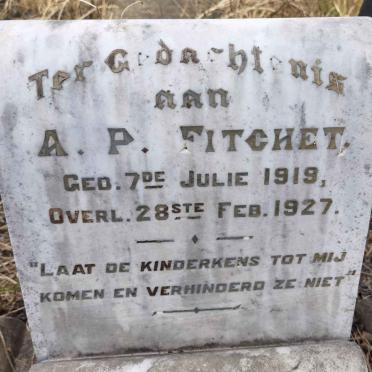 Ter Gedachtenis
aan
A. P. FITCHET.
GED. 7DE JULIE 1919,
OVERL. 28STE FEB. 1927.
"LAAT DE KINDERKENS TOT MIJ
KOMEN EN VERHINDERD ZE NIET"